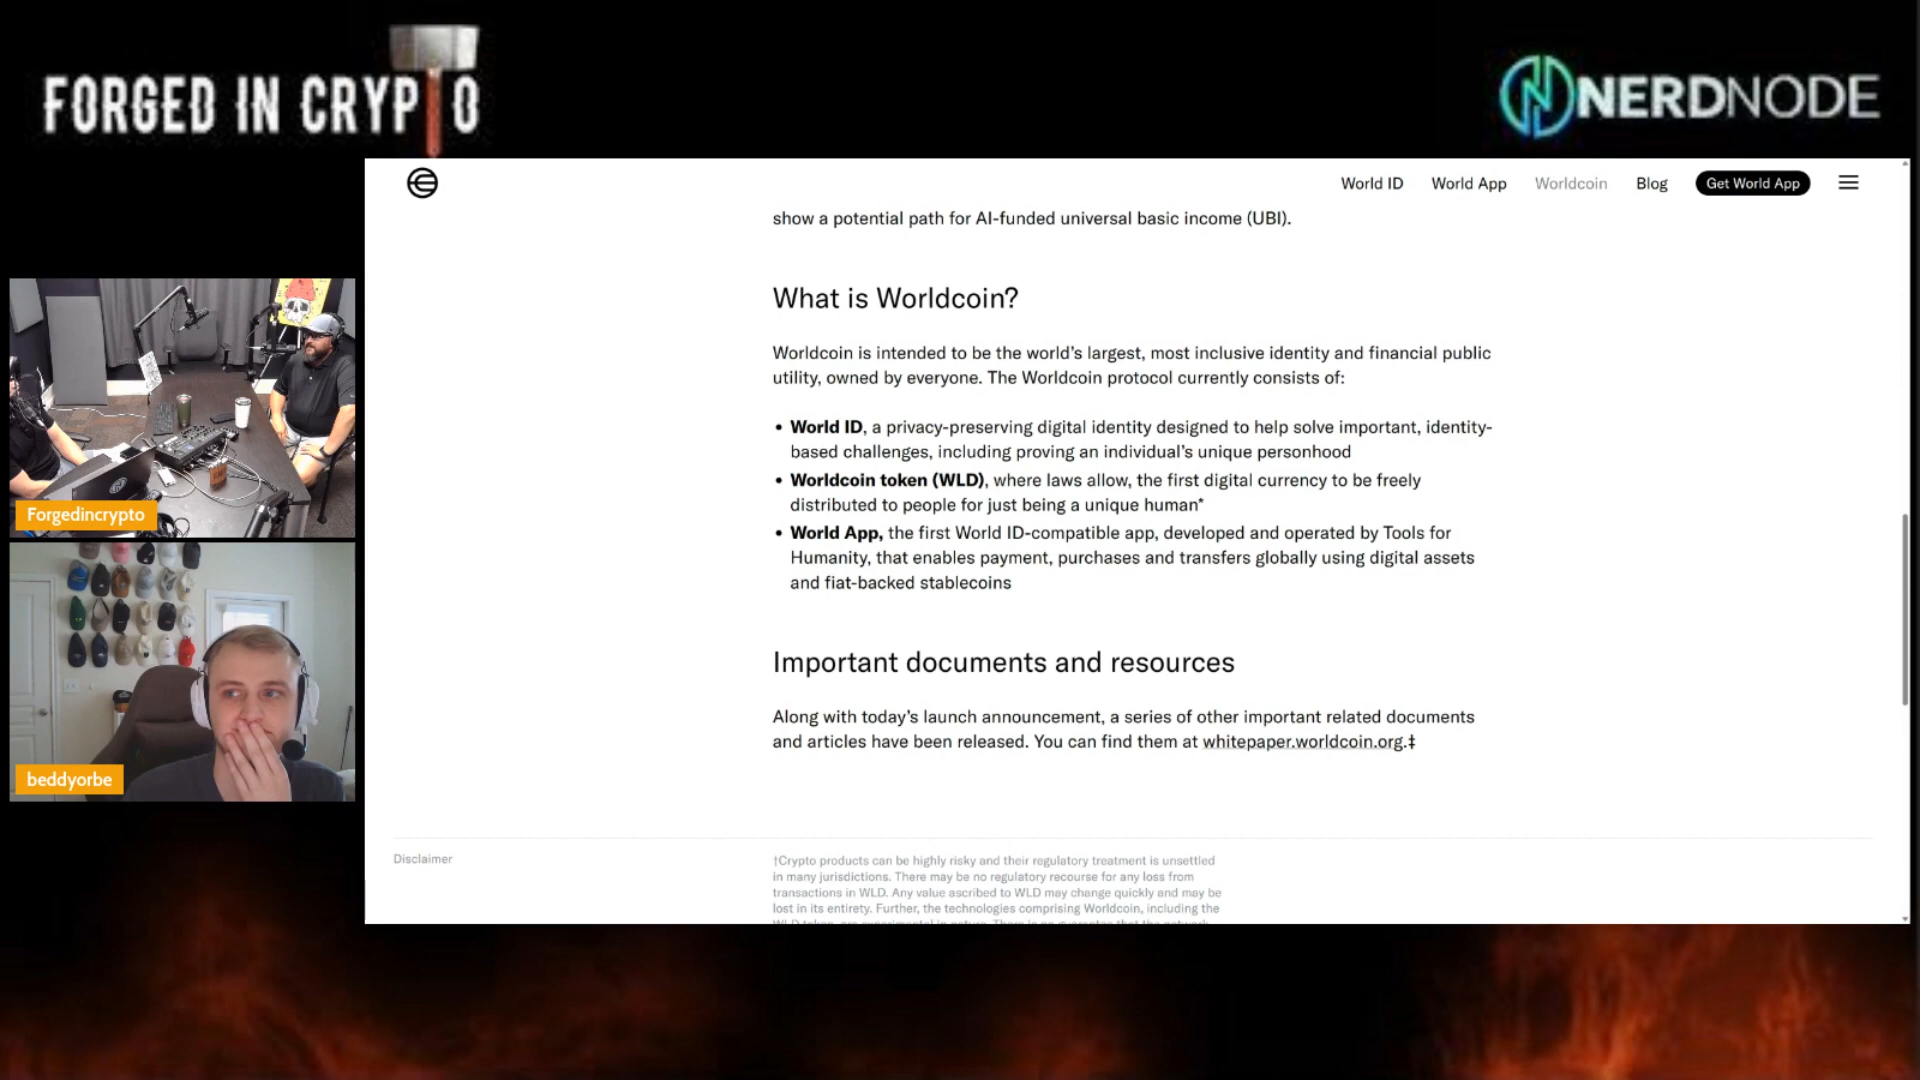 FORGED IN CRYPTO
NERDNODE
World ID
World App
Worldcoin
Blog
Get World App
show a potential path for AI-funded universal basic income (UBI).
What is Worldcoin?
Worldcoin is intended to be the world's largest, most inclusive identity and financial public
utility, owned by everyone. The Worldcoin protocol currently consists of:
• World ID, a privacy-preserving digital identity designed to help solve important, identity-
based challenges, including proving an individual's unique personhood
• Worldcoin token (WLD), where laws allow, the first digital currency to be freely
distributed to people for just being a unique human*
• World App, the first World ID-compatible app, developed and operated by Tools for
Humanity, that enables payment, purchases and transfers globally using digital assets
and fiat-backed stablecoins
Forgedincrypto
Important documents and resources
Along with today's launch announcement, a series of other important related documents
and articles have been released. You can find them at whitepaper.worldcoin.org.‡
beddyorbe
Disclaimer
†Crypto products can be highly risky and their regulatory treatment is unsettled
in many jurisdictions. There may be no regulatory recourse for any loss from
transactions in WLD. Any value ascribed to WLD may change quickly and may be
lost in its entirety. Further, the technologies comprising Worldcoin, including the